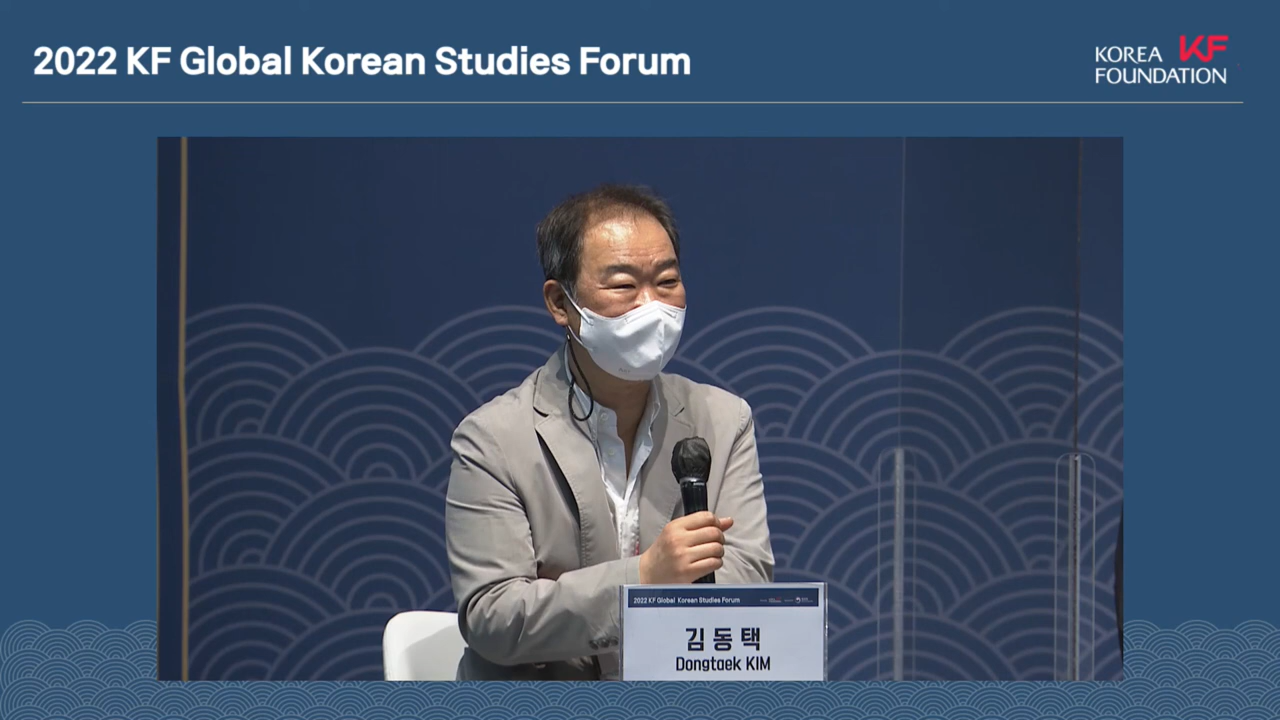 2022 KF Global Korean Studies Forum
KOREA KF
FOUNDATION
2022 KF Global Korean Studies Forum
김동택
Dongtaek KIM